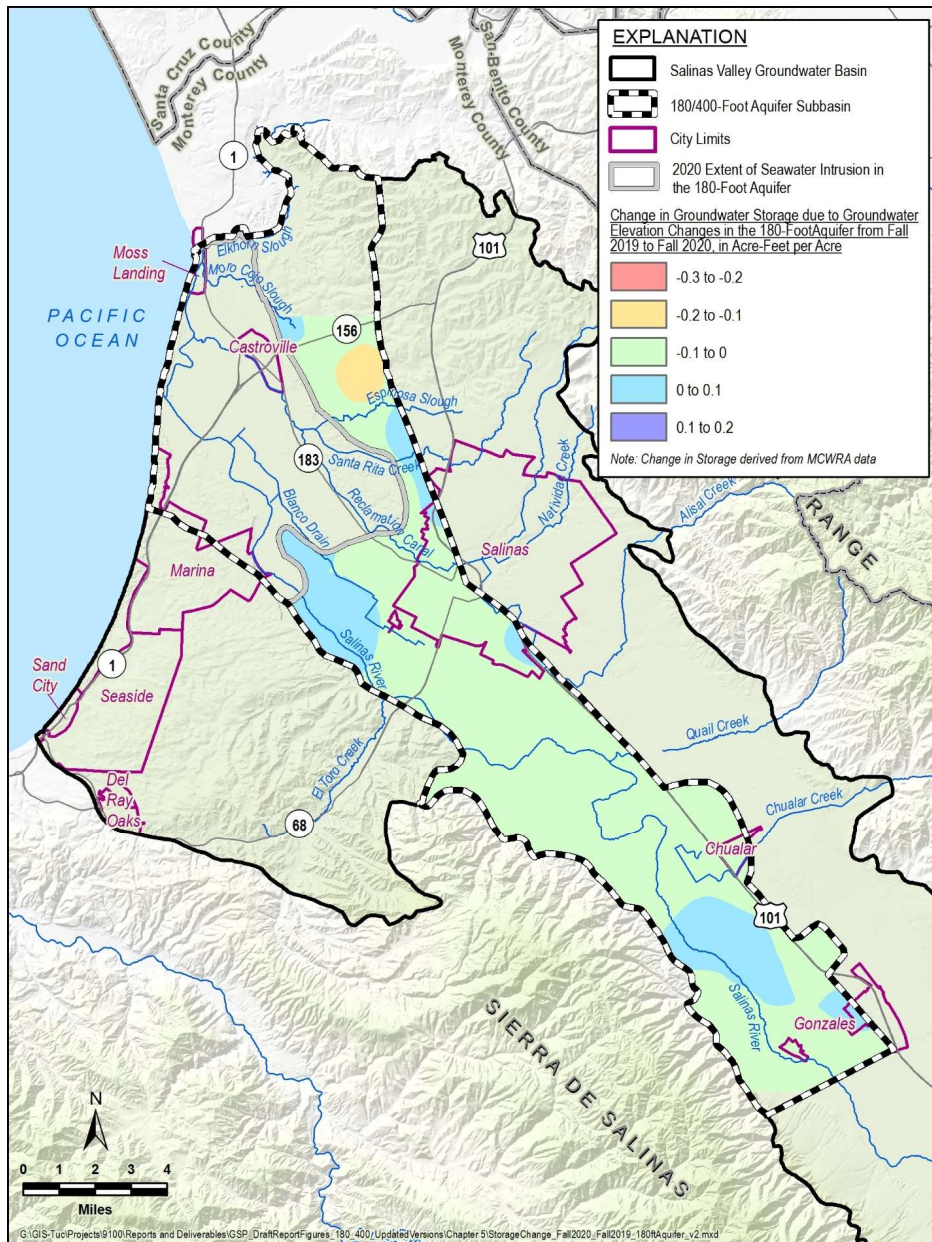 EXPLANATION
Salinas Valley Groundwater Basin
180/400-Foot Aquifer Subbasin
City Limits
2020 Extent of Seawater Intrusion in
the 180-Foot Aquifer
Change in Groundwater Storage due to Groundwater
Elevation Changes in the 180-FootAquifer from Fall
2019 to Fall 2020, in Acre-Feet per Acre
-0.3 to -0.2
-0.2 to -0.1
-0.1 to 0
0 to 0.1
0.1 to 0.2
Note: Change in Storage derived from MCWRA data
Santa Cruz County
Monterey County
San Benito County
Monterey County
1
101
Elkhorn Slough
Moss
Landing
Moro Cojo Slough
PACIFIC
OCEAN
156
Castroville
Espinosa Slough
183
Santa Rita Creek
Natividad Creek
Alisal Creek
RANGE
Blanco Drain
Reclamation Canal
Salinas
Marina
Salinas River
Sand
City
1
Seaside
Quail Creek
El Toro Creek
Del
Ray
Oaks
68
Chualar Creek
Chualar
101
Salinas River
Gonzales
SIERRA DE SALINAS
N
0 1 2 3 4
Miles
G:\GIS-Tuc\Projects\9100\Reports and Deliverables\GSP_DraftReportFigures_180_400_UpdatedVersions\Chapter 5\StorageChange_Fall2020_Fall2019_180ftAquifer_v2.mxd